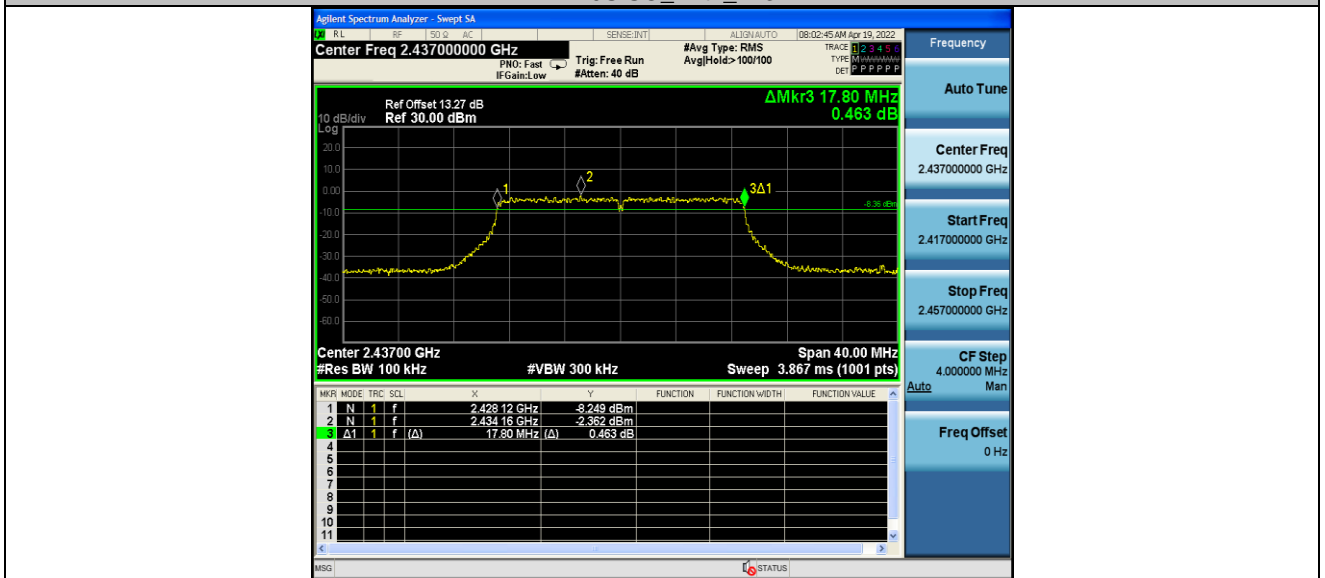 Agilent Spectrum Analyzer - Swept SA
RL RF 50 Ω AC SENSE:INT ALIGN AUTO 08:02:45 AM Apr 19, 2022
Center Freq 2.437000000 GHz
PNO: Fast
IFGain:Low
Trig: Free Run
#Atten: 40 dB
#Avg Type: RMS
Avg|Hold>100/100
TRACE 1 2 3 4 5 6
TYPE M
DET P P P P P P
Frequency
Auto Tune
Center Freq
2.437000000 GHz
Start Freq
2.417000000 GHz
Stop Freq
2.457000000 GHz
CF Step
4.000000 MHz
Auto Man
Freq Offset
0 Hz
ΔMkr3 17.80 MHz
0.463 dB
Ref Offset 13.27 dB
10 dB/div Ref 30.00 dBm
Log
20.0
10.0
0.00
-10.0
-20.0
-30.0
-40.0
-50.0
-60.0
1
2
3Δ1
-8.36 dBm
Center 2.43700 GHz Span 40.00 MHz
#Res BW 100 kHz #VBW 300 kHz Sweep 3.867 ms (1001 pts)
MKR MODE TRC SCL X Y FUNCTION FUNCTION WIDTH FUNCTION VALUE
1 N 1 f 2.428 12 GHz -8.249 dBm
2 N 1 f 2.434 16 GHz -2.362 dBm
3 Δ1 1 f (Δ) 17.80 MHz (Δ) 0.463 dB
4
5
6
7
8
9
10
11
MSG STATUS